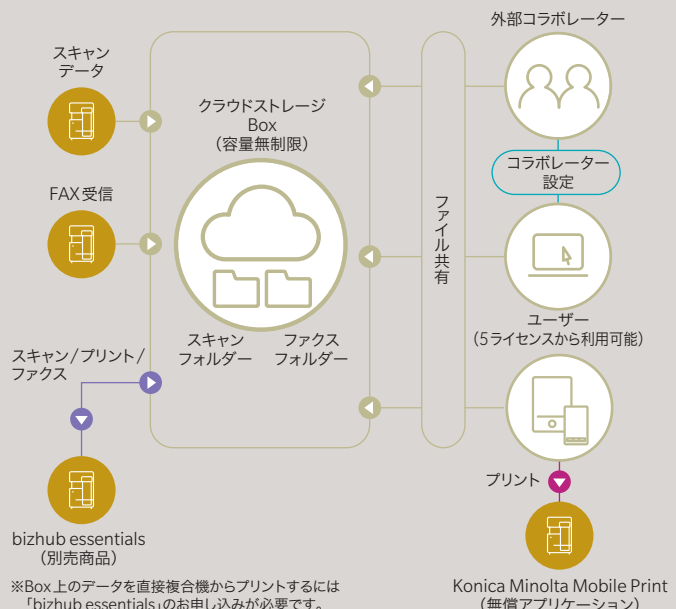 スキャン
データ
FAX受信
スキャン/プリント/
ファクス
bizhub essentials
（別売商品）
※Box上のデータを直接複合機からプリントするには
「bizhub essentials」のお申し込みが必要です。
クラウドストレージ
Box
（容量無制限）
スキャン
フォルダー
ファクス
フォルダー
ファイル共有
外部コラボレーター
コラボレーター
設定
ユーザー
（5ライセンスから利用可能）
プリント
Konica Minolta Mobile Print
（無償アプリケーション）